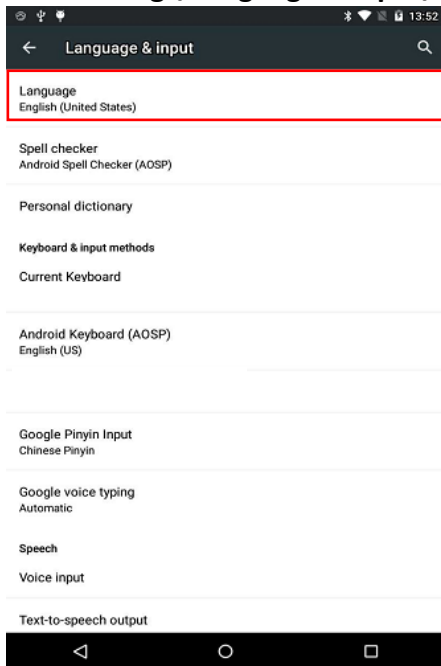 13:52
Language & input
Language
English (United States)
Spell checker
Android Spell Checker (AOSP)
Personal dictionary
Keyboard & input methods
Current Keyboard
Android Keyboard (AOSP)
English (US)
Google Pinyin Input
Chinese Pinyin
Google voice typing
Automatic
Speech
Voice input
Text-to-speech output